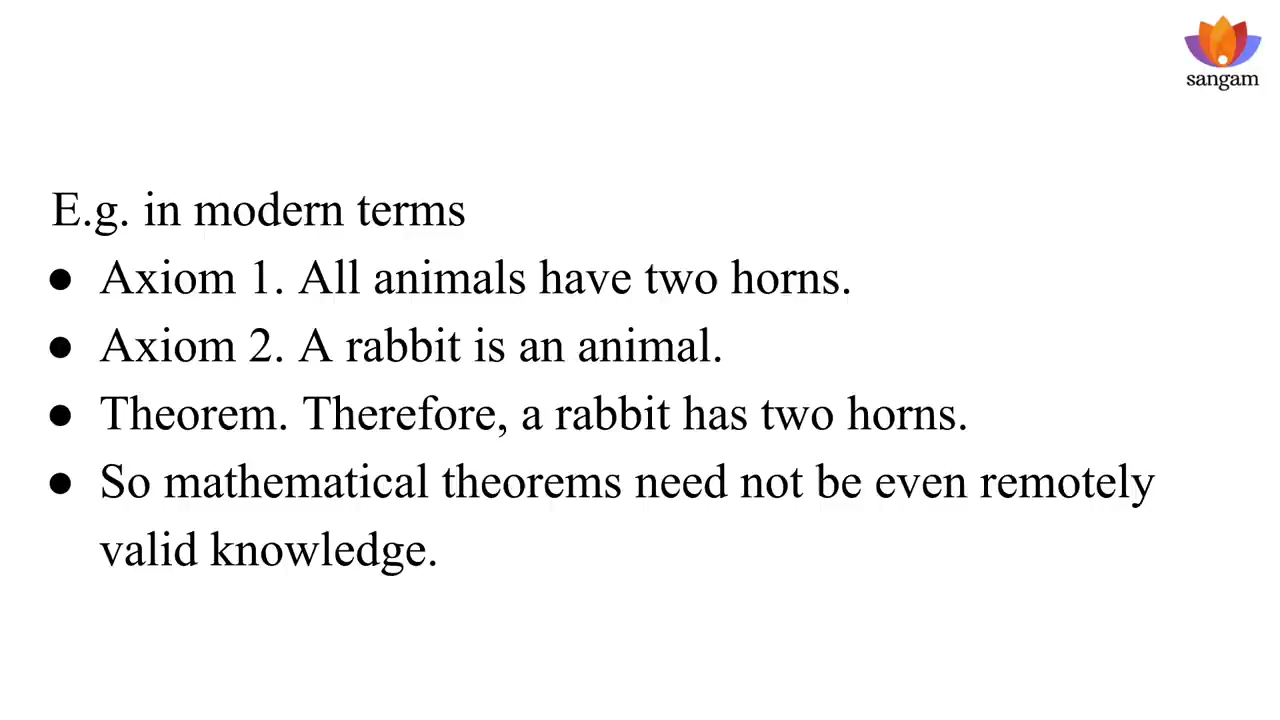 sangam
E.g. in modern terms
● Axiom 1. All animals have two horns.
● Axiom 2. A rabbit is an animal.
● Theorem. Therefore, a rabbit has two horns.
● So mathematical theorems need not be even remotely
valid knowledge.